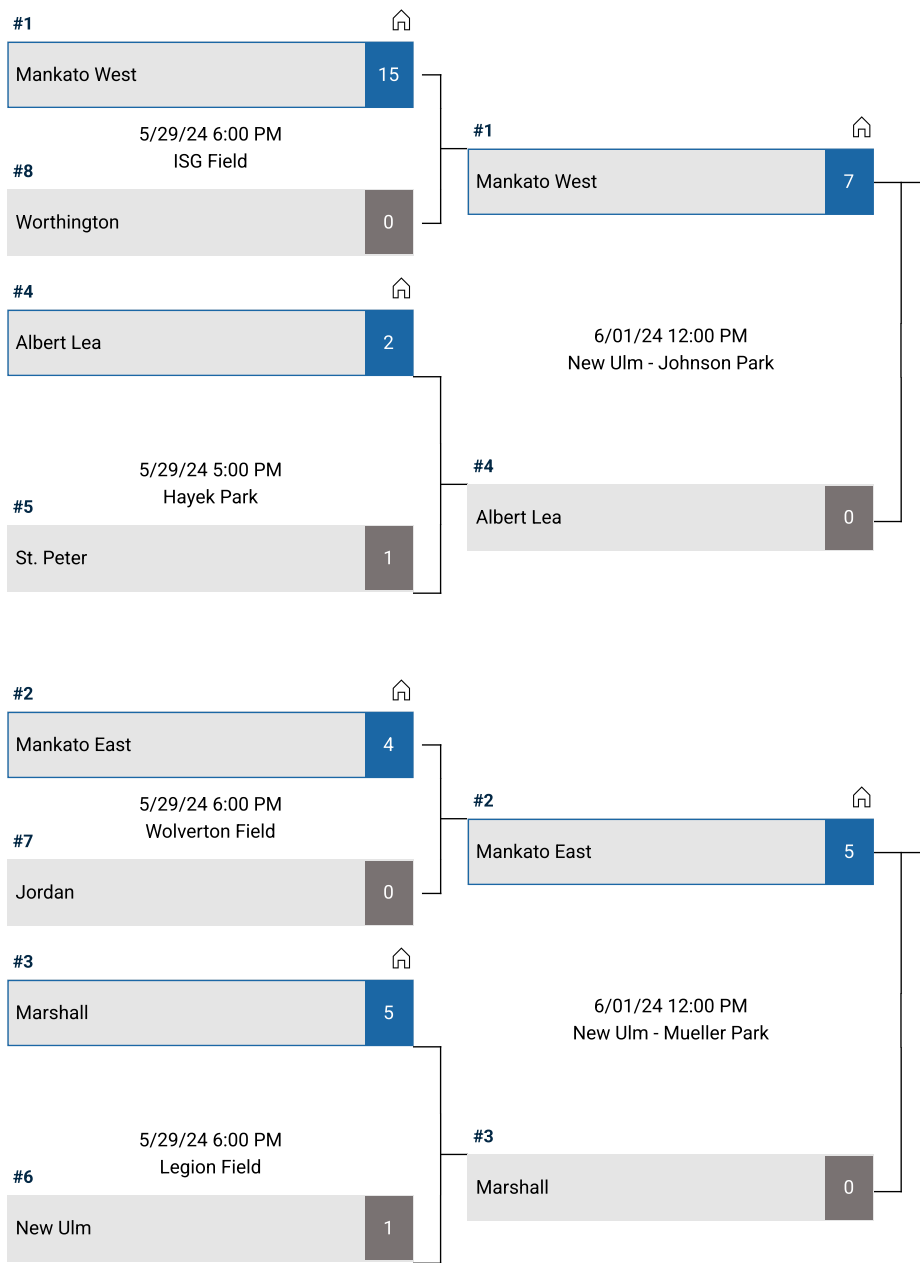 #1
Mankato West
15
5/29/24 6:00 PM
ISG Field
#8
Worthington
0
#4
Albert Lea
2
5/29/24 5:00 PM
Hayek Park
#5
St. Peter
1
#1
Mankato West
7
6/01/24 12:00 PM
New Ulm - Johnson Park
#4
Albert Lea
0
#2
Mankato East
4
5/29/24 6:00 PM
Wolverton Field
#7
Jordan
0
#3
Marshall
5
5/29/24 6:00 PM
Legion Field
#6
New Ulm
1
#2
Mankato East
5
6/01/24 12:00 PM
New Ulm - Mueller Park
#3
Marshall
0